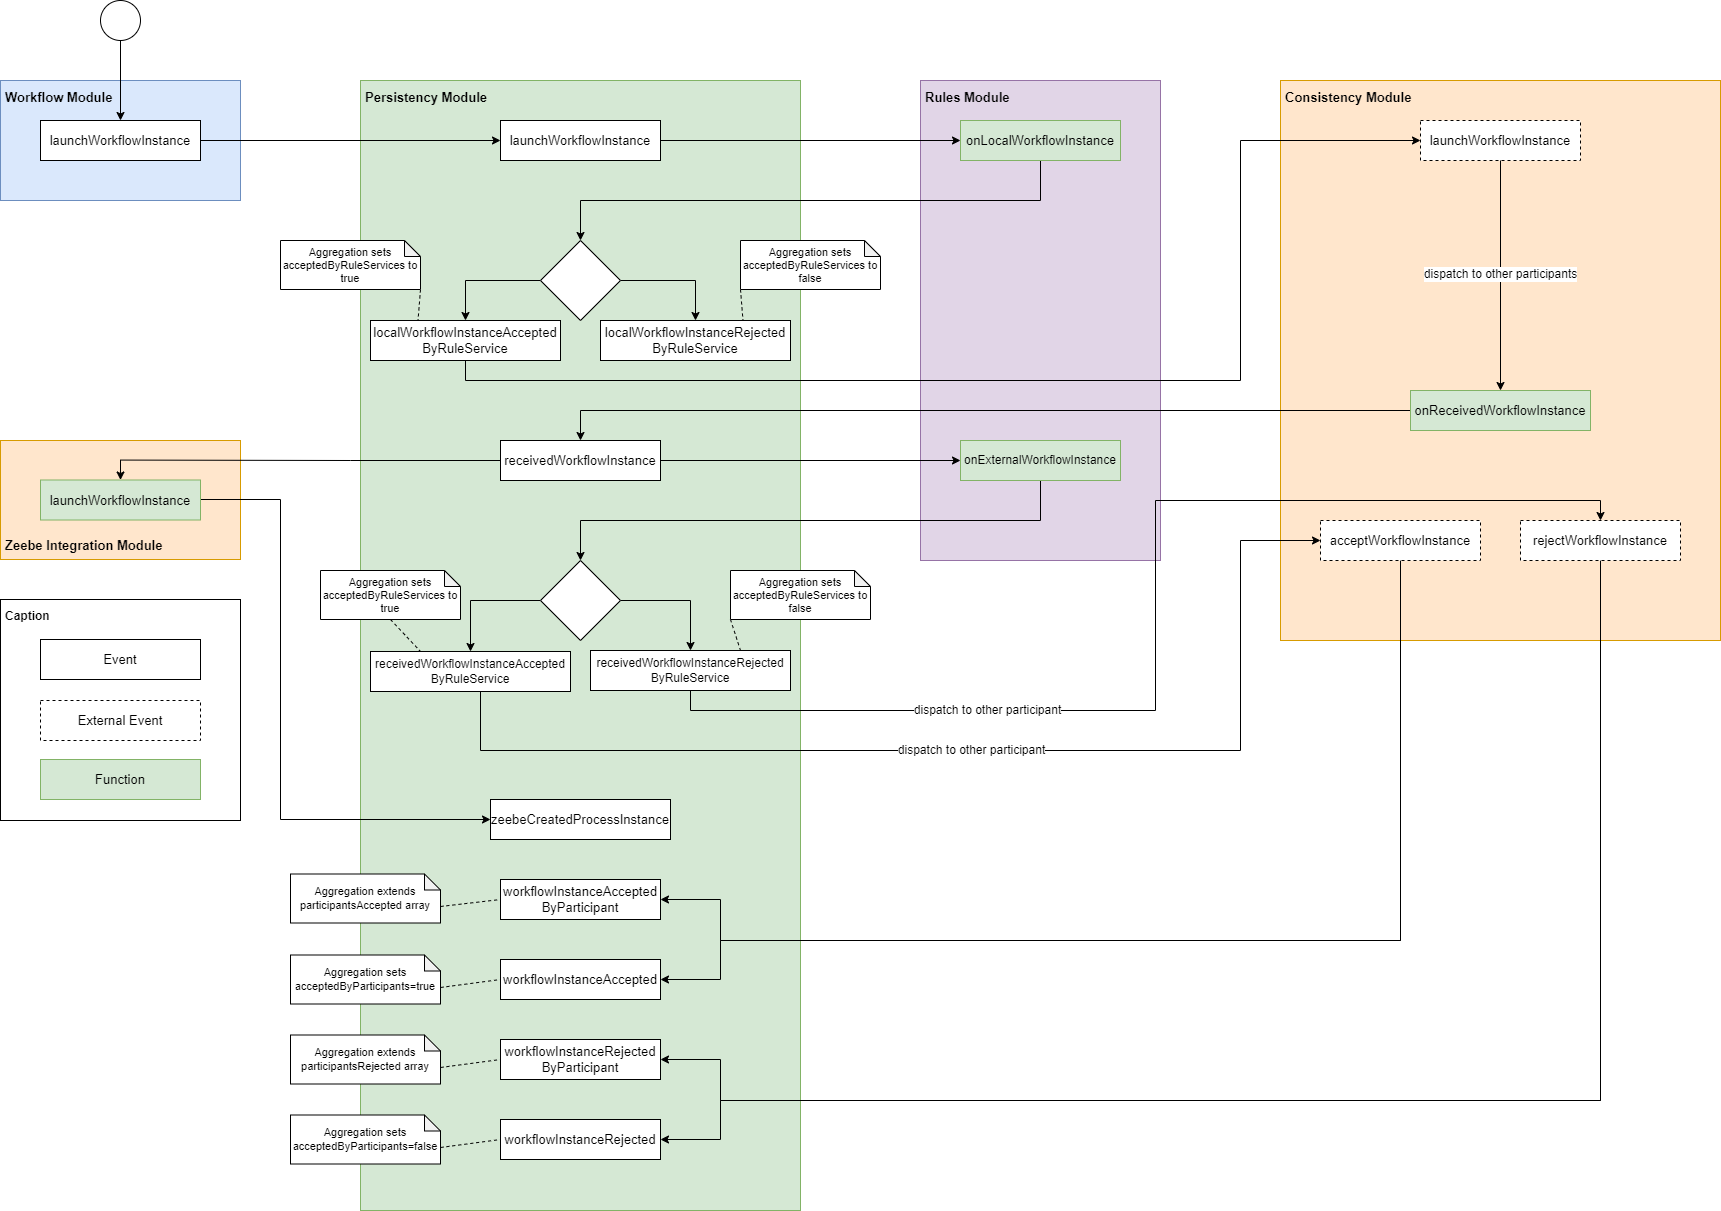 Workflow Module
launchWorkflowInstance
Persistency Module
launchWorkflowInstance
Rules Module
onLocalWorkflowInstance
Consistency Module
launchWorkflowInstance
dispatch to other participants
onReceivedWorkflowInstance
Aggregation sets
acceptedByRuleServices to
true
Aggregation sets
acceptedByRuleServices to
false
localWorkflowInstanceAccepted
ByRuleService
localWorkflowInstanceRejected
ByRuleService
receivedWorkflowInstance
onExternalWorkflowInstance
launchWorkflowInstance
Zeebe Integration Module
acceptWorkflowInstance
rejectWorkflowInstance
Aggregation sets
acceptedByRuleServices to
true
Aggregation sets
acceptedByRuleServices to
false
receivedWorkflowInstanceAccepted
ByRuleService
receivedWorkflowInstanceRejected
ByRuleService
dispatch to other participant
dispatch to other participant
Caption
Event
External Event
Function
zeebeCreatedProcessInstance
Aggregation extends
participantsAccepted array
workflowInstanceAccepted
ByParticipant
Aggregation sets
acceptedByParticipants=true
workflowInstanceAccepted
Aggregation extends
participantsRejected array
workflowInstanceRejected
ByParticipant
Aggregation sets
acceptedByParticipants=false
workflowInstanceRejected